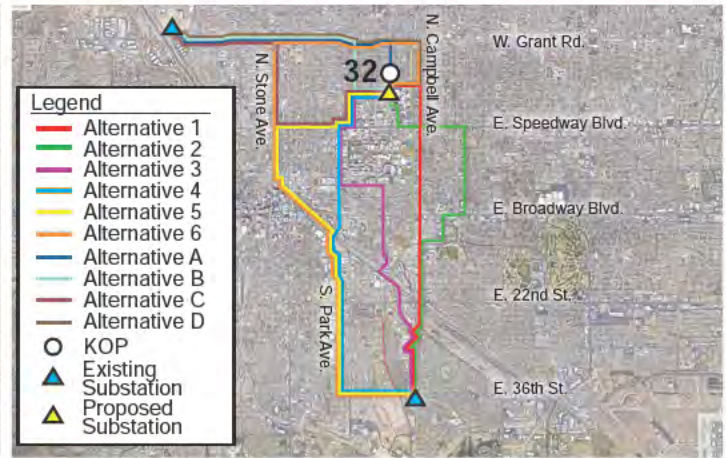 W. Grant Rd.
N. Campbell Ave.
N. Stone Ave.
32
E. Speedway Blvd.
E. Broadway Blvd.
E. 22nd St.
S. Park Ave.
E. 36th St.
Legend
Alternative 1
Alternative 2
Alternative 3
Alternative 4
Alternative 5
Alternative 6
Alternative A
Alternative B
Alternative C
Alternative D
KOP
Existing
Substation
Proposed
Substation